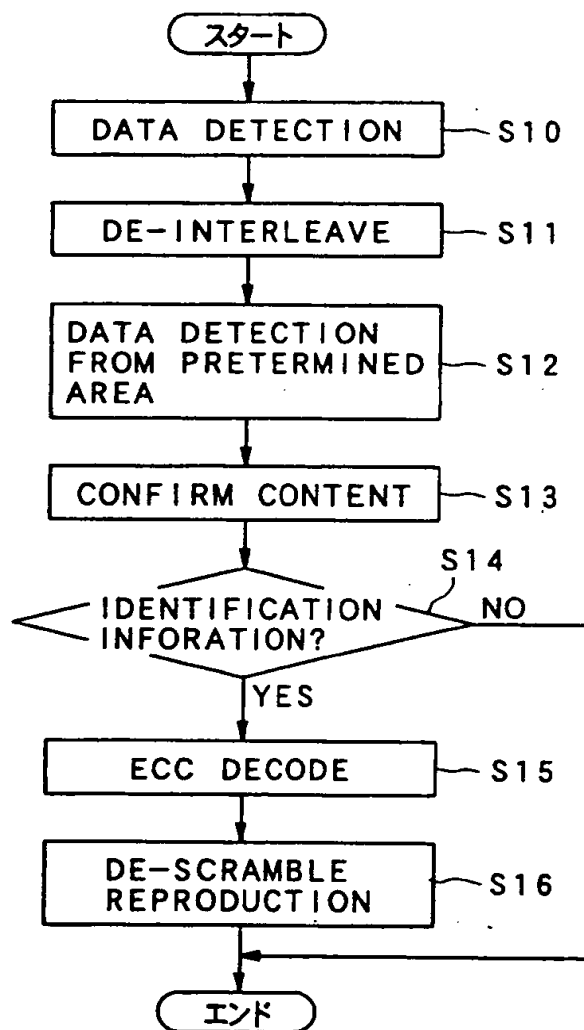 スタート
DATA DETECTION
S10
DE-INTERLEAVE
S11
DATA DETECTION
FROM PRETERMINED
AREA
S12
CONFIRM CONTENT
S13
S14
IDENTIFICATION
INFORATION?
NO
YES
ECC DECODE
S15
DE-SCRAMBLE
REPRODUCTION
S16
エンド